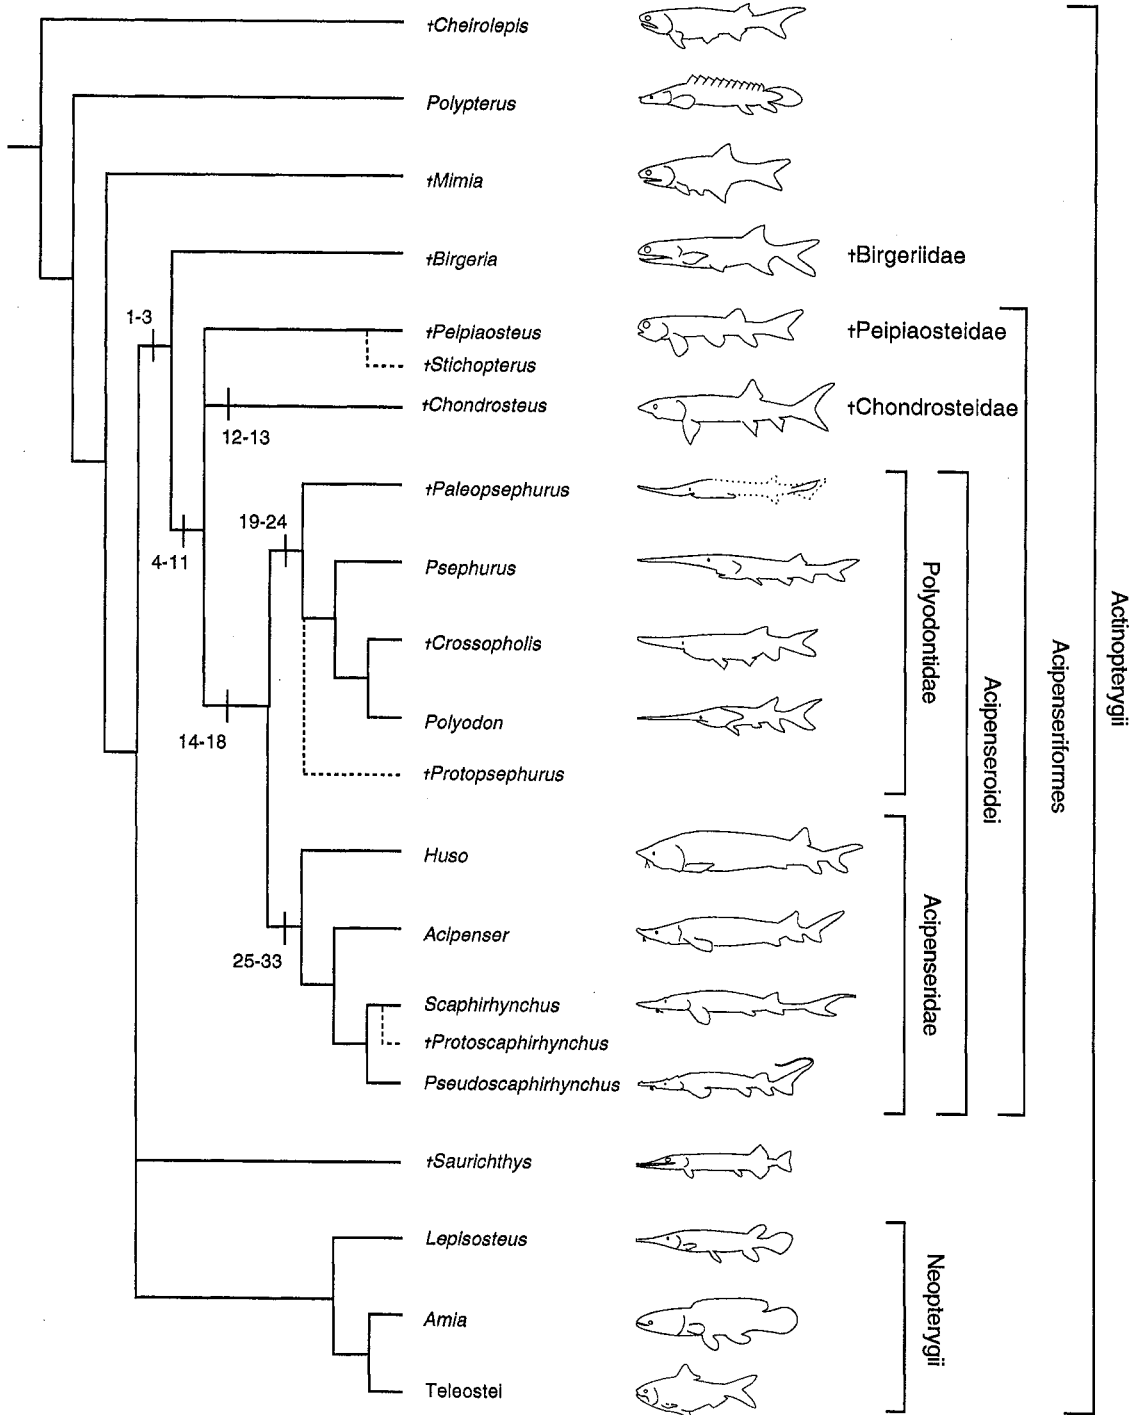 †Cheirolepis
Polypterus
†Mimia
†Birgeria
†Birgeriidae
1-3
†Peipiaosteus
†Peipiaosteidae
†Stichopterus
†Chondrosteus
†Chondrosteidae
12-13
†Paleopsephurus
19-24
4-11
Psephurus
†Crossopholis
Polyodon
14-18
†Protopsephurus
Huso
Acipenser
25-33
Scaphirhynchus
†Protoscaphirhynchus
Pseudoscaphirhynchus
†Saurichthys
Lepisosteus
Amia
Teleostei
Polyodontidae
Acipenseridae
Neopterygii
Acipenseroidei
Acipenseriformes
Actinopterygii